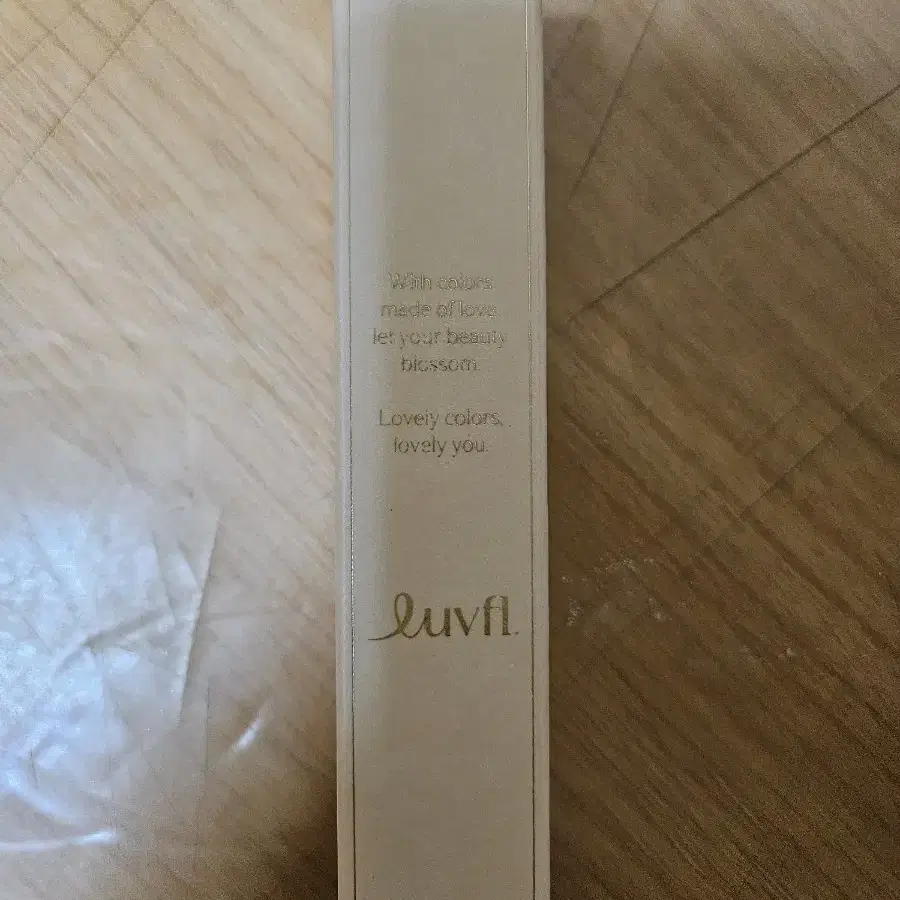 With colors
made of love
let your beauty
blossom.
Lovely colors,
lovely you.
luvfl.